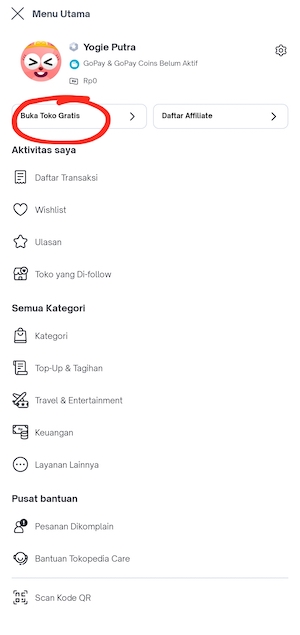 Menu Utama
Yogie Putra
GoPay & GoPay Coins Belum Aktif
Rp0
Buka Toko Gratis
Daftar Affiliate
Aktivitas saya
Daftar Transaksi
Wishlist
Ulasan
Toko yang Di-follow
Semua Kategori
Kategori
Top-Up & Tagihan
Travel & Entertainment
Keuangan
Layanan Lainnya
Pusat bantuan
Pesanan Dikomplain
Bantuan Tokopedia Care
Scan Kode QR